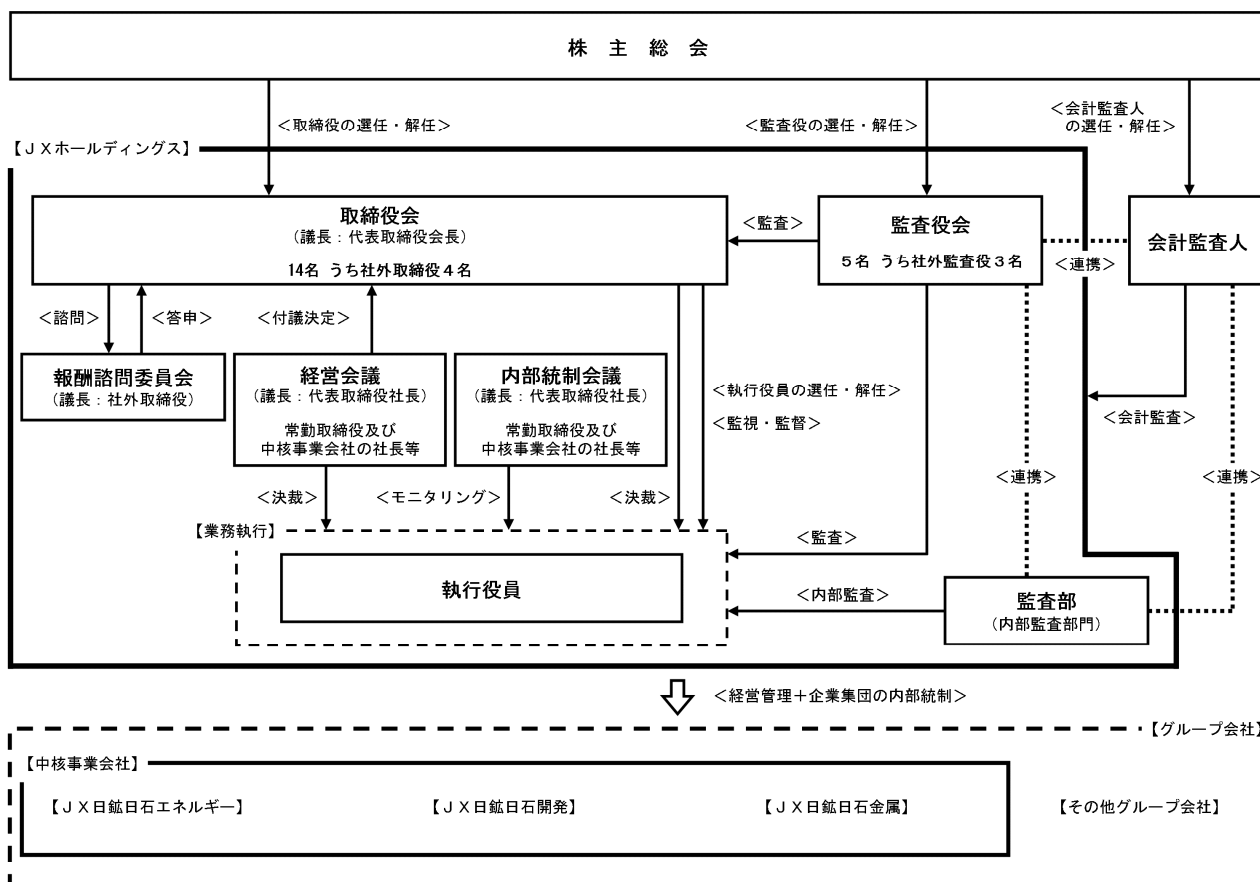 株 主 総 会
＜取締役の選任・解任＞
＜監査役の選任・解任＞
＜会計監査人
の選任・解任＞
【ＪＸホールディングス】
取締役会
（議長：代表取締役会長）
14名 うち社外取締役４名
＜監査＞
監査役会
５名 うち社外監査役３名
＜連携＞
会計監査人
＜諮問＞
＜答申＞
＜付議決定＞
報酬諮問委員会
（議長：社外取締役）
経営会議
（議長：代表取締役社長）
常勤取締役及び
中核事業会社の社長等
内部統制会議
（議長：代表取締役社長）
常勤取締役及び
中核事業会社の社長等
＜執行役員の選任・解任＞
＜監視・監督＞
＜会計監査＞
＜決裁＞
＜モニタリング＞
＜決裁＞
＜連携＞
＜連携＞
【業務執行】
執行役員
＜監査＞
＜内部監査＞
監査部
（内部監査部門）
＜経営管理＋企業集団の内部統制＞
【グループ会社】
【中核事業会社】
【ＪＸ日鉱日石エネルギー】
【ＪＸ日鉱日石開発】
【ＪＸ日鉱日石金属】
【その他グループ会社】